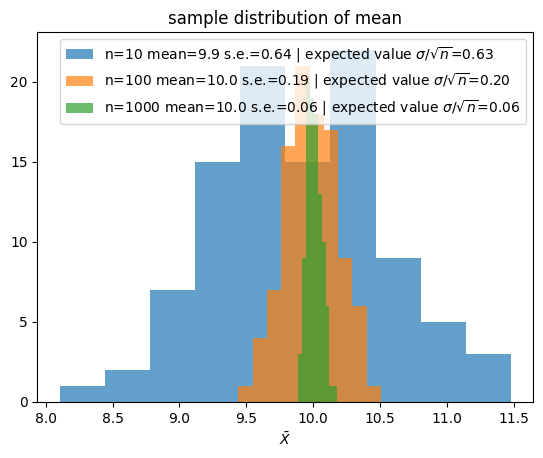 sample distribution of mean
n=10 mean=9.9 s.e.=0.64 | expected value σ/√n=0.63
n=100 mean=10.0 s.e.=0.19 | expected value σ/√n=0.20
n=1000 mean=10.0 s.e.=0.06 | expected value σ/√n=0.06
20
15
10
5
0
8.0 8.5 9.0 9.5 10.0 10.5 11.0 11.5
X̄